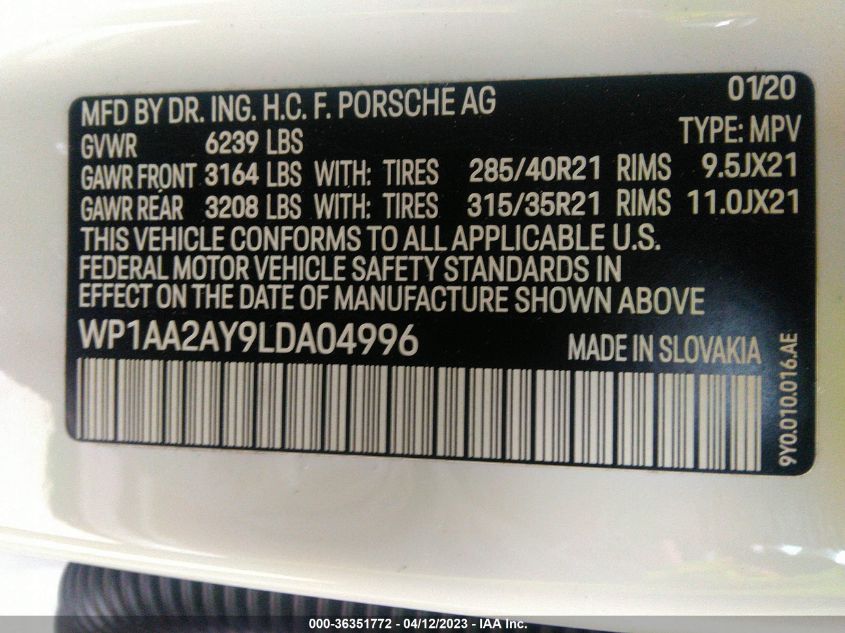 MFD BY DR. ING. H.C. F. PORSCHE AG 01/20
GVWR 6239 LBS TYPE: MPV
GAWR FRONT 3164 LBS WITH: TIRES 285/40R21 RIMS 9.5JX21
GAWR REAR 3208 LBS WITH: TIRES 315/35R21 RIMS 11.0JX21
THIS VEHICLE CONFORMS TO ALL APPLICABLE U.S.
FEDERAL MOTOR VEHICLE SAFETY STANDARDS IN
EFFECT ON THE DATE OF MANUFACTURE SHOWN ABOVE
WP1AA2AY9LDA04996 MADE IN SLOVAKIA
9Y0.010.016.AE
000-36351772 - 04/12/2023 - IAA Inc.